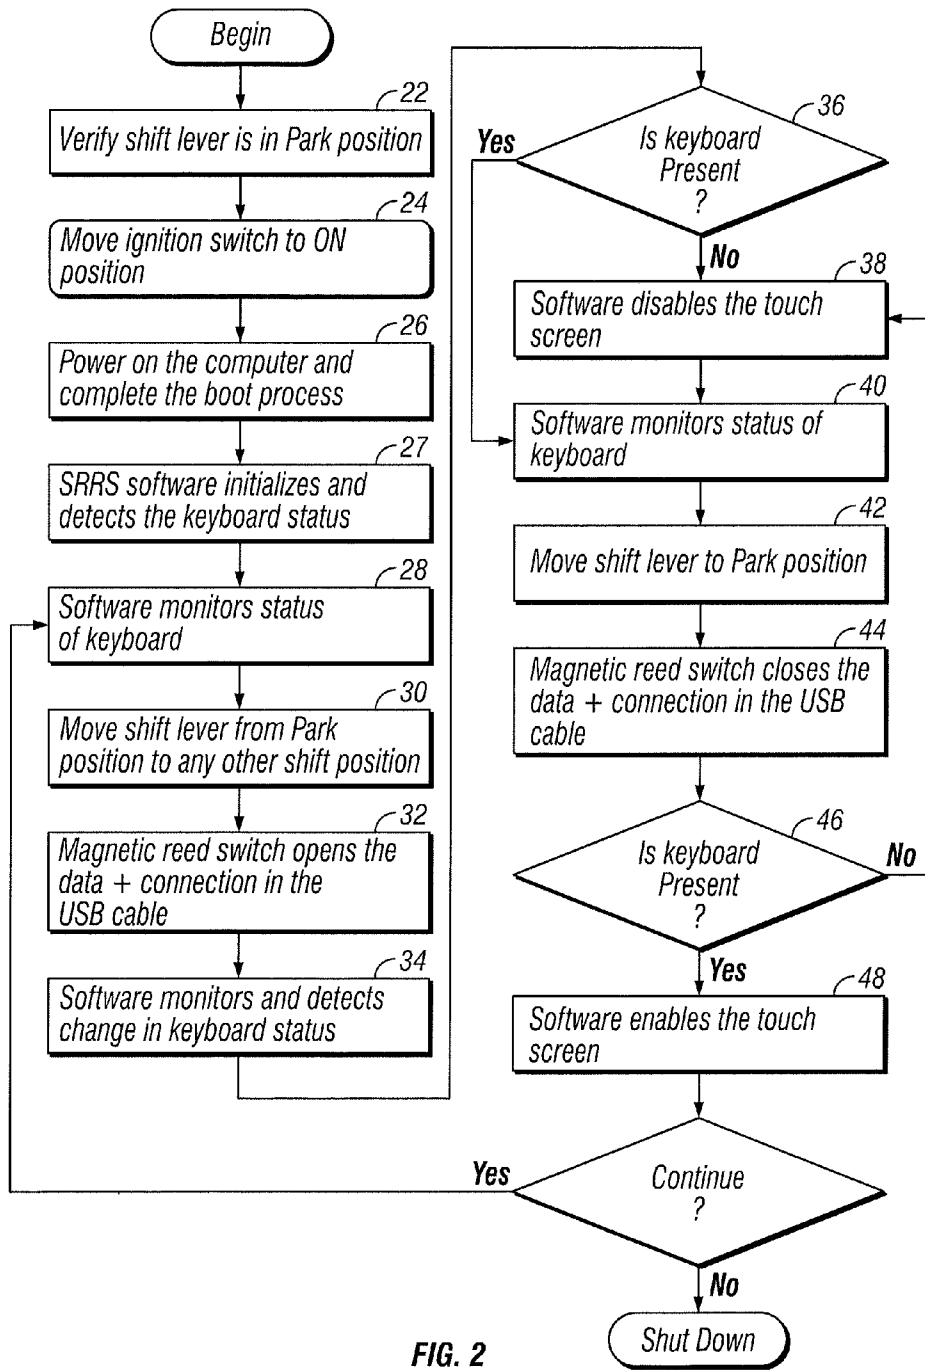 Begin
22
Verify shift lever is in Park position
24
Move ignition switch to ON
position
26
Power on the computer and
complete the boot process
27
SRRS software initializes and
detects the keyboard status
28
Software monitors status
of keyboard
30
Move shift lever from Park
position to any other shift position
32
Magnetic reed switch opens the
data + connection in the
USB cable
34
Software monitors and detects
change in keyboard status
36
Is keyboard
Present
?
Yes
No
38
Software disables the touch
screen
40
Software monitors status of
keyboard
42
Move shift lever to Park position
44
Magnetic reed switch closes the
data + connection in the USB
cable
46
Is keyboard
Present
?
No
Yes
48
Software enables the touch
screen
Continue
?
Yes
No
Shut Down
FIG. 2